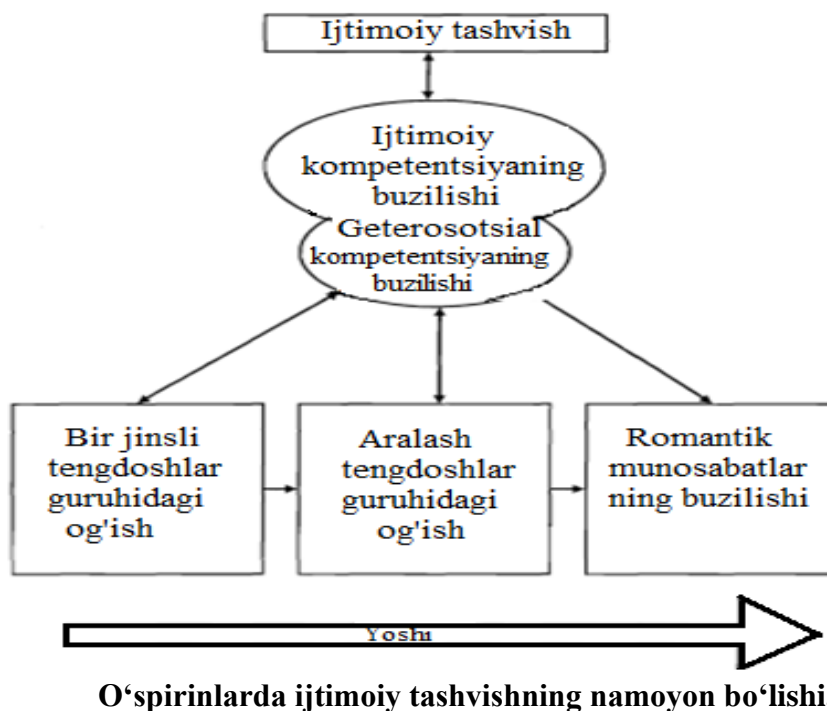 Ijtimoiy tashvish
Ijtimoiy
kompetentsiyaning
buzilishi
Geterosotsial
kompetentsiyaning
buzilishi
Bir jinsli
tengdoshlar
guruhidagi
og'ish
Aralash
tengdoshlar
guruhidagi
og'ish
Romantik
munosabatlar
ning buzilishi
Yoshi
O‘spirinlarda ijtimoiy tashvishning namoyon bo‘lishi